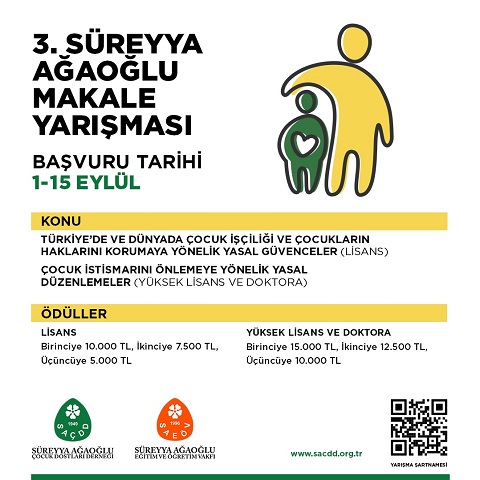 3. SÜREYYA
AĞAOĞLU
MAKALE
YARIŞMASI
BAŞVURU TARİHİ
1-15 EYLÜL
KONU
TÜRKİYE'DE VE DÜNYADA ÇOCUK İŞÇİLİĞİ VE ÇOCUKLARIN
HAKLARINI KORUMAYA YÖNELİK YASAL GÜVENCELER (LİSANS)
ÇOCUK İSTİSMARINI ÖNLEMEYE YÖNELİK YASAL
DÜZENLEMELER (YÜKSEK LİSANS VE DOKTORA)
ÖDÜLLER
LİSANS
Birinciye 10.000 TL, İkinciye 7.500 TL,
Üçüncüye 5.000 TL
YÜKSEK LİSANS VE DOKTORA
Birinciye 15.000 TL, İkinciye 12.500 TL,
Üçüncüye 10.000 TL
1949
SAÇDD
SÜREYYA AĞAOĞLU
ÇOCUK DOSTLARI DERNEĞİ
1996
SAEÖV
SÜREYYA AĞAOĞLU
EĞİTİM VE ÖĞRETİM VAKFI
www.sacdd.org.tr
YARIŞMA ŞARTNAMESİ